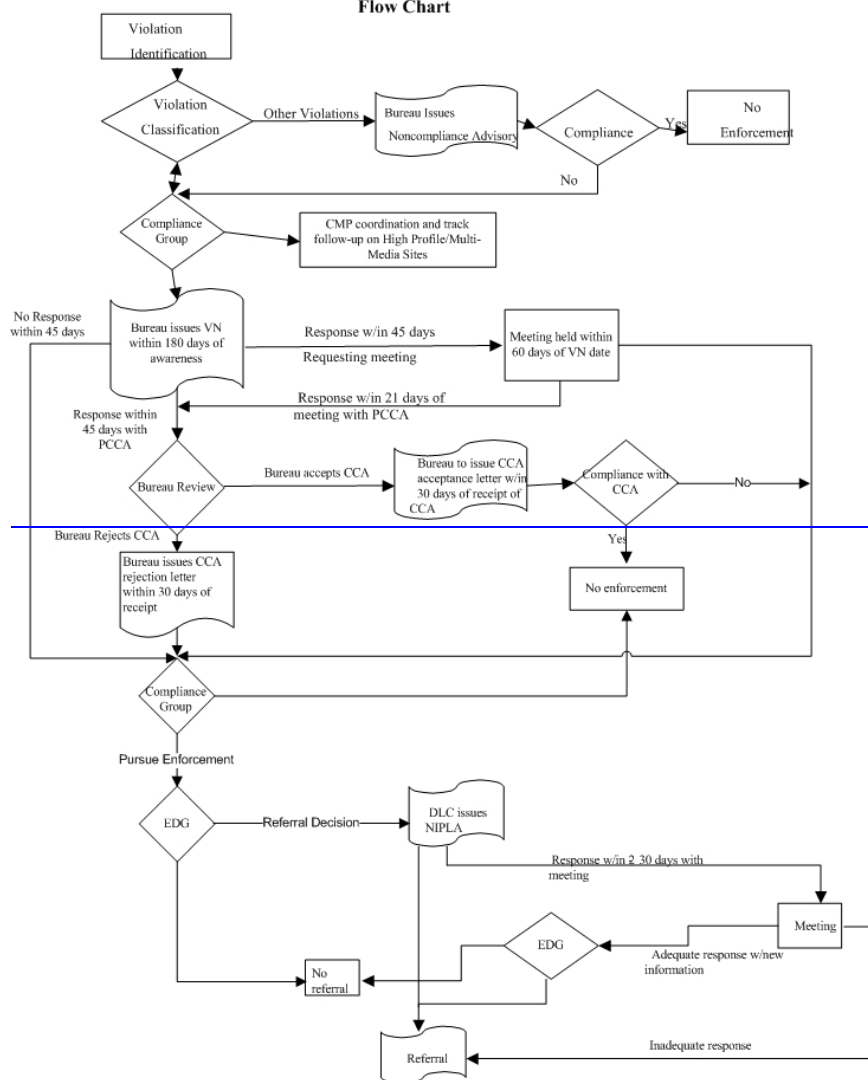 Flow Chart
Violation
Identification
Violation
Classification
Other Violations
Bureau Issues
Noncompliance Advisory
Compliance
Yes
No
Enforcement
No
Compliance
Group
CMP coordination and track
follow-up on High Profile/Multi-
Media Sites
No Response
within 45 days
Bureau issues VN
within 180 days of
awareness
Response w/in 45 days
Requesting meeting
Meeting held within
60 days of VN date
Response w/in 21 days of
meeting with PCCA
Response within
45 days with
PCCA
Bureau Review
Bureau accepts CCA
Bureau to issue CCA
acceptance letter w/in
30 days of receipt of
CCA
Compliance with
CCA
No
Bureau Rejects CCA
Yes
Bureau issues CCA
rejection letter
within 30 days of
receipt
No enforcement
Compliance
Group
Pursue Enforcement
EDG
Referral Decision
DLC issues
NIPLA
Response w/in 2 30 days with
meeting
Meeting
EDG
Adequate response w/new
information
No
referral
Inadequate response
Referral